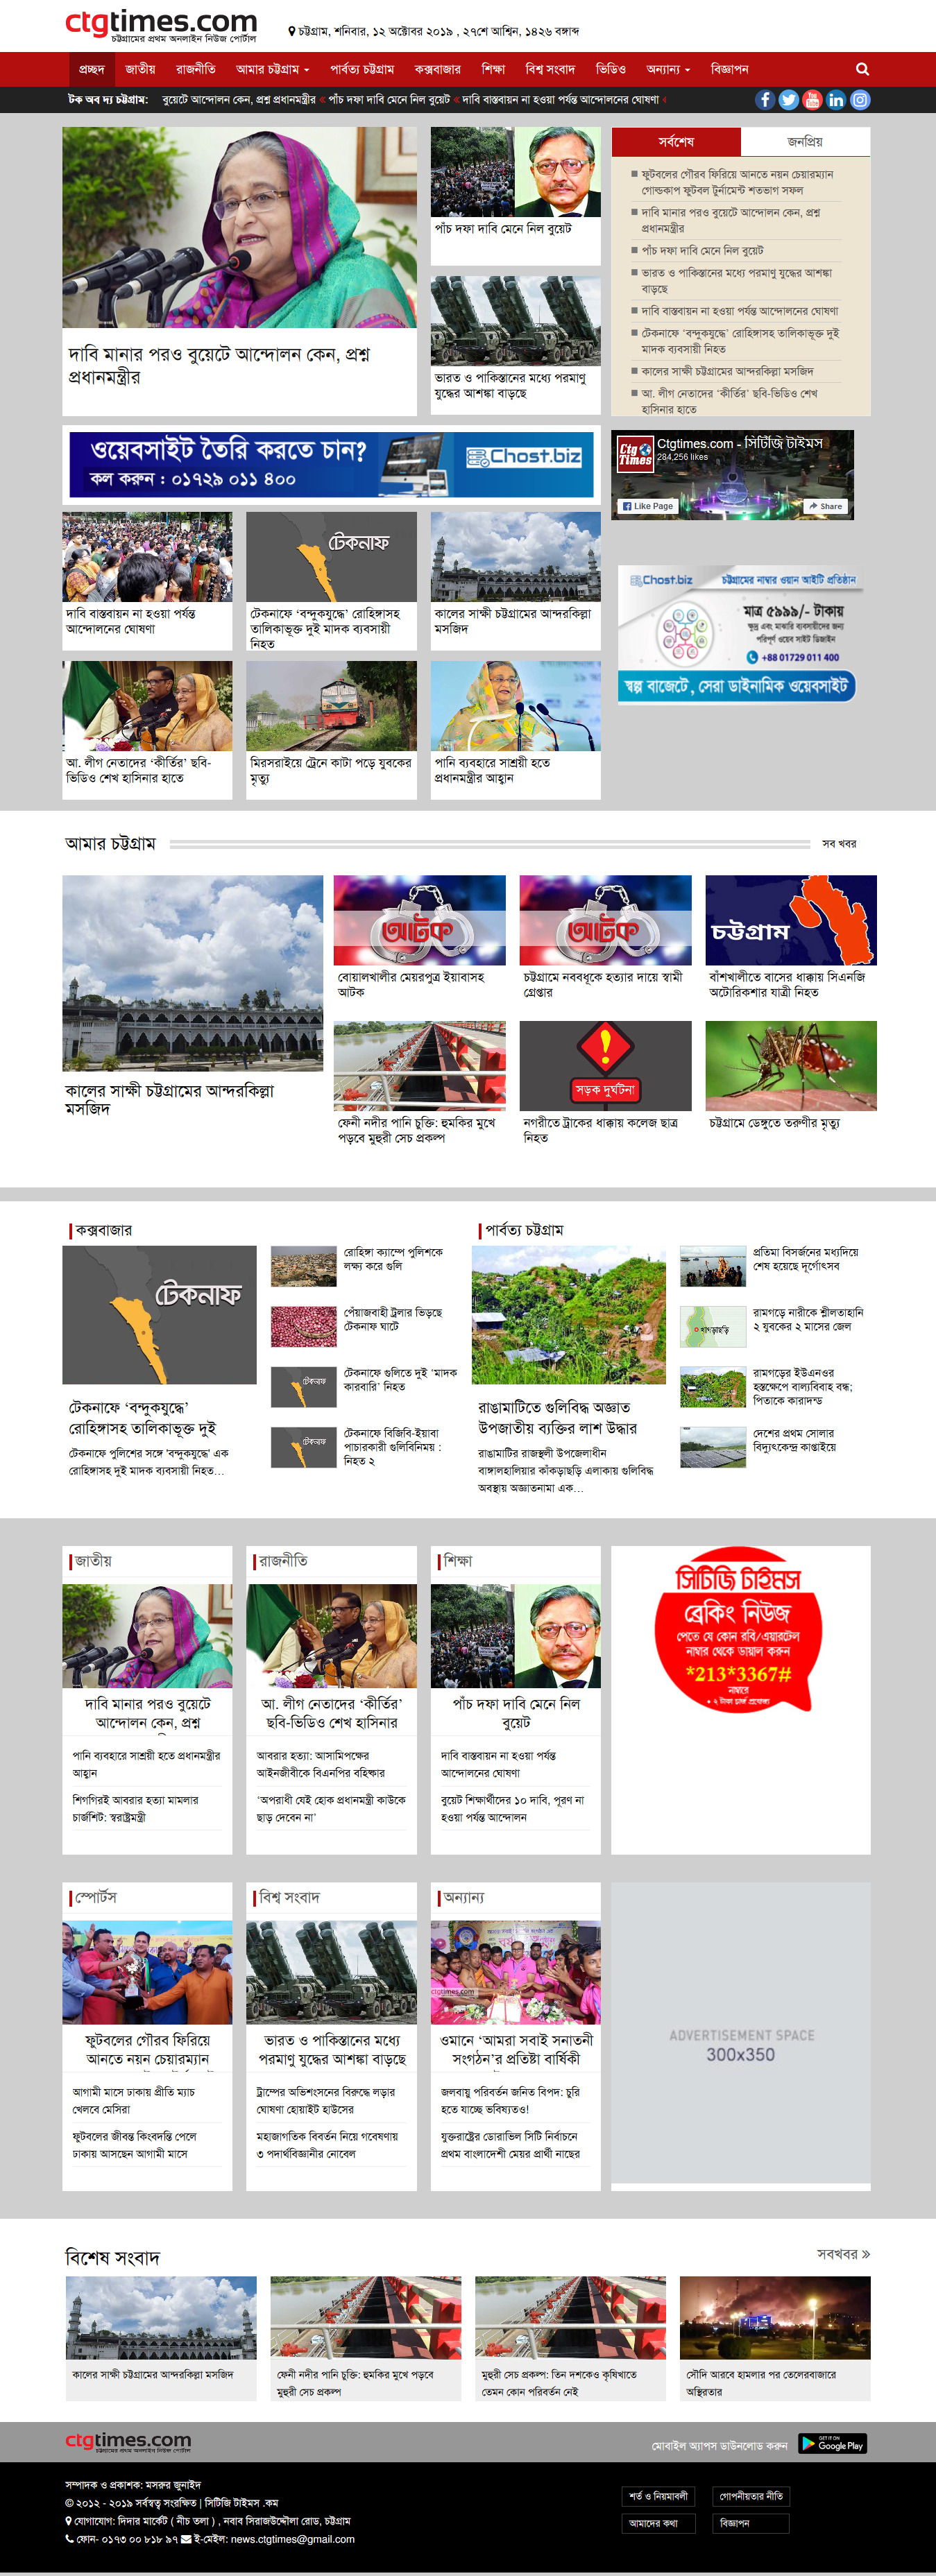 ctgtimes.com
চট্টগ্রামের প্রথম অনলাইন নিউজ পোর্টাল
চট্টগ্রাম, শনিবার, ১২ অক্টোবর ২০১৯ , ২৭শে আশ্বিন, ১৪২৬ বঙ্গাব্দ
প্রচ্ছদ জাতীয় রাজনীতি আমার চট্টগ্রাম পার্বত্য চট্টগ্রাম কক্সবাজার শিক্ষা বিশ্ব সংবাদ ভিডিও অন্যান্য বিজ্ঞাপন
টক অব দ্য চট্টগ্রাম: বুয়েটে আন্দোলন কেন, প্রশ্ন প্রধানমন্ত্রীর « পাঁচ দফা দাবি মেনে নিল বুয়েট « দাবি বাস্তবায়ন না হওয়া পর্যন্ত আন্দোলনের ঘোষণা
দাবি মানার পরও বুয়েটে আন্দোলন কেন, প্রশ্ন
প্রধানমন্ত্রীর
পাঁচ দফা দাবি মেনে নিল বুয়েট
ভারত ও পাকিস্তানের মধ্যে পরমাণু
যুদ্ধের আশঙ্কা বাড়ছে
সর্বশেষ জনপ্রিয়
ফুটবলের গৌরব ফিরিয়ে আনতে নয়ন চেয়ারম্যান
গোল্ডকাপ ফুটবল টুর্নামেন্ট শতভাগ সফল
দাবি মানার পরও বুয়েটে আন্দোলন কেন, প্রশ্ন
প্রধানমন্ত্রীর
পাঁচ দফা দাবি মেনে নিল বুয়েট
ভারত ও পাকিস্তানের মধ্যে পরমাণু যুদ্ধের আশঙ্কা
বাড়ছে
দাবি বাস্তবায়ন না হওয়া পর্যন্ত আন্দোলনের ঘোষণা
টেকনাফে ‘বন্দুকযুদ্ধে’ রোহিঙ্গাসহ তালিকাভূক্ত দুই
মাদক ব্যবসায়ী নিহত
কালের সাক্ষী চট্টগ্রামের আন্দরকিল্লা মসজিদ
আ. লীগ নেতাদের ‘কীর্তির’ ছবি-ভিডিও শেখ
হাসিনার হাতে
ওয়েবসাইট তৈরি করতে চান?
কল করুন : ০১৭২৯ ০১১ ৪০০
Chost.biz
Ctg
Times
Ctgtimes.com - সিটিজি টাইমস
284,256 likes
Like Page
Share
দাবি বাস্তবায়ন না হওয়া পর্যন্ত
আন্দোলনের ঘোষণা
টেকনাফ
টেকনাফে ‘বন্দুকযুদ্ধে’ রোহিঙ্গাসহ
তালিকাভূক্ত দুই মাদক ব্যবসায়ী
নিহত
কালের সাক্ষী চট্টগ্রামের আন্দরকিল্লা
মসজিদ
Chost.biz
চট্টগ্রামের নাম্বার ওয়ান আইটি প্রতিষ্ঠান
মাত্র ৫৯৯৯/- টাকায়
ক্ষুদ্র এবং মাঝারি ব্যবসায়ীদের জন্য
পরিপূর্ণ ওয়েব সাইট ডিজাইন
+88 01729 011 400
স্বল্প বাজেটে, সেরা ডাইনামিক ওয়েবসাইট
আ. লীগ নেতাদের ‘কীর্তির’ ছবি-
ভিডিও শেখ হাসিনার হাতে
মিরসরাইয়ে ট্রেনে কাটা পড়ে যুবকের
মৃত্যু
পানি ব্যবহারে সাশ্রয়ী হতে
প্রধানমন্ত্রীর আহ্বান
আমার চট্টগ্রাম
সব খবর
কালের সাক্ষী চট্টগ্রামের আন্দরকিল্লা
মসজিদ
আটক
বোয়ালখালীর মেয়রপুত্র ইয়াবাসহ
আটক
আটক
চট্টগ্রামে নববধূকে হত্যার দায়ে স্বামী
গ্রেপ্তার
চট্টগ্রাম
বাঁশখালীতে বাসের ধাক্কায় সিএনজি
অটোরিকশার যাত্রী নিহত
ফেনী নদীর পানি চুক্তি: হুমকির মুখে
পড়বে মুহুরী সেচ প্রকল্প
সড়ক দুর্ঘটনা
নগরীতে ট্রাকের ধাক্কায় কলেজ ছাত্র
নিহত
চট্টগ্রামে ডেঙ্গুতে তরুণীর মৃত্যু
কক্সবাজার
টেকনাফ
টেকনাফে ‘বন্দুকযুদ্ধে’
রোহিঙ্গাসহ তালিকাভূক্ত দুই
টেকনাফে পুলিশের সঙ্গে 'বন্দুকযুদ্ধে' এক
রোহিঙ্গাসহ দুই মাদক ব্যবসায়ী নিহত...
রোহিঙ্গা ক্যাম্পে পুলিশকে
লক্ষ্য করে গুলি
পেঁয়াজবাহী ট্রলার ভিড়ছে
টেকনাফ ঘাটে
টেকনাফ
টেকনাফে গুলিতে দুই ‘মাদক
কারবারি’ নিহত
টেকনাফ
টেকনাফে বিজিবি-ইয়াবা
পাচারকারী গুলিবিনিময় :
নিহত ২
পার্বত্য চট্টগ্রাম
রাঙামাটিতে গুলিবিদ্ধ অজ্ঞাত
উপজাতীয় ব্যক্তির লাশ উদ্ধার
রাঙামাটির রাজস্থলী উপজেলাধীন
বাঙ্গালহালিয়ার কাঁকড়াছড়ি এলাকায় গুলিবিদ্ধ
অবস্থায় অজ্ঞাতনামা এক...
প্রতিমা বিসর্জনের মধ্যদিয়ে
শেষ হয়েছে দূর্গোৎসব
খাগড়াছড়ি
রামগড়ে নারীকে শ্লীলতাহানি
২ যুবকের ২ মাসের জেল
রামগড়ের ইউএনওর
হস্তক্ষেপে বাল্যবিবাহ বন্ধ;
পিতাকে কারাদন্ড
দেশের প্রথম সোলার
বিদ্যুৎকেন্দ্র কাপ্তাইয়ে
জাতীয়
দাবি মানার পরও বুয়েটে
আন্দোলন কেন, প্রশ্ন
পানি ব্যবহারে সাশ্রয়ী হতে প্রধানমন্ত্রীর
আহ্বান
শিগগিরই আবরার হত্যা মামলার
চার্জশিট: স্বরাষ্ট্রমন্ত্রী
রাজনীতি
আ. লীগ নেতাদের ‘কীর্তির’
ছবি-ভিডিও শেখ হাসিনার
আবরার হত্যা: আসামিপক্ষের
আইনজীবীকে বিএনপির বহিষ্কার
‘অপরাধী যেই হোক প্রধানমন্ত্রী কাউকে
ছাড় দেবেন না’
শিক্ষা
পাঁচ দফা দাবি মেনে নিল
বুয়েট
দাবি বাস্তবায়ন না হওয়া পর্যন্ত
আন্দোলনের ঘোষণা
বুয়েট শিক্ষার্থীদের ১০ দাবি, পূরণ না
হওয়া পর্যন্ত আন্দোলন
সিটিজি টাইমস
ব্রেকিং নিউজ
পেতে যে কোন রবি/এয়ারটেল
নাম্বার থেকে ডায়াল করুন
*213*3367#
নাম্বারে
* ২ টাকা চার্জ প্রযোজ্য
স্পোর্টস
ফুটবলের গৌরব ফিরিয়ে
আনতে নয়ন চেয়ারম্যান
আগামী মাসে ঢাকায় প্রীতি ম্যাচ
খেলবে মেসিরা
ফুটবলের জীবন্ত কিংবদন্তি পেলে
ঢাকায় আসছেন আগামী মাসে
বিশ্ব সংবাদ
ভারত ও পাকিস্তানের মধ্যে
পরমাণু যুদ্ধের আশঙ্কা বাড়ছে
ট্রাম্পের অভিশংসনের বিরুদ্ধে লড়ার
ঘোষণা হোয়াইট হাউসের
মহাজাগতিক বিবর্তন নিয়ে গবেষণায়
৩ পদার্থবিজ্ঞানীর নোবেল
অন্যান্য
ctgtimes.com
ওমানে ‘আমরা সবাই সনাতনী
সংগঠন’র প্রতিষ্টা বার্ষিকী
জলবায়ু পরিবর্তন জনিত বিপদ: চুরি
হতে যাচ্ছে ভবিষ্যতও!
যুক্তরাষ্ট্রের ডোরাভিল সিটি নির্বাচনে
প্রথম বাংলাদেশী মেয়র প্রার্থী নাছের
ADVERTISEMENT SPACE
300x350
বিশেষ সংবাদ
সবখবর »
কালের সাক্ষী চট্টগ্রামের আন্দরকিল্লা মসজিদ
ফেনী নদীর পানি চুক্তি: হুমকির মুখে পড়বে
মুহুরী সেচ প্রকল্প
মুহুরী সেচ প্রকল্প: তিন দশকেও কৃষিখাতে
তেমন কোন পরিবর্তন নেই
সৌদি আরবে হামলার পর তেলেরবাজারে
অস্থিরতার
ctgtimes.com
চট্টগ্রামের প্রথম অনলাইন নিউজ পোর্টাল
মোবাইল অ্যাপস ডাউনলোড করুন
GET IT ON
Google Play
সম্পাদক ও প্রকাশক: মসরুর জুনাইদ
© ২০১২ - ২০১৯ সর্বস্বত্ব সংরক্ষিত | সিটিজি টাইমস .কম
যোগাযোগ: দিদার মার্কেট ( নীচ তলা ) , নবাব সিরাজউদ্দৌলা রোড, চট্টগ্রাম
ফোন- ০১৭৩ ০০ ৮১৮ ৯৭ ই-মেইল: news.ctgtimes@gmail.com
শর্ত ও নিয়মাবলী গোপনীয়তার নীতি
আমাদের কথা বিজ্ঞাপন